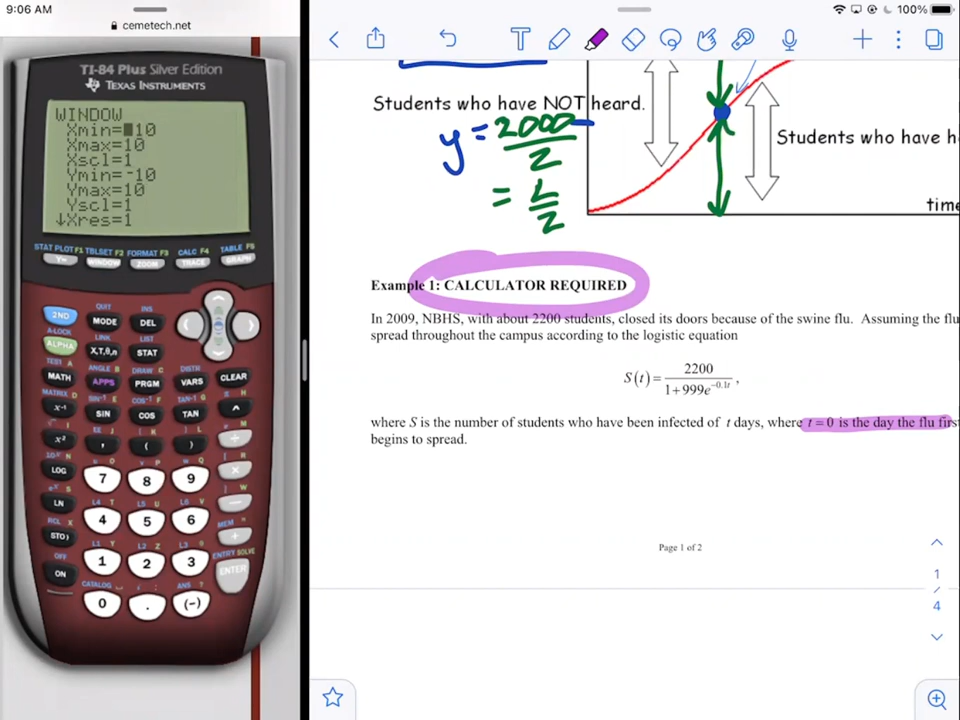 9:06 AM
100%
cemetech.net
TI-84 Plus Silver Edition
TEXAS INSTRUMENTS
WINDOW
Xmin=-10
Xmax=10
Xscl=1
Ymin=-10
Ymax=10
Yscl=1
↓Xres=1
STAT PLOT F1 TBLSET F2 FORMAT F3 CALC F4 TABLE F5
Y= WINDOW ZOOM TRACE GRAPH
2ND MODE DEL
QUIT INS
A-LOCK LINK LIST
ALPHA X,T,θ,n STAT
TEST A ANGLE B DRAW C DISTR
MATH APPS PRGM VARS CLEAR
MATRIX D SIN⁻¹ E COS⁻¹ F TAN⁻¹ G π H
x⁻¹ SIN COS TAN ^
x² , ( ) ÷
LOG 7 8 9 ×
LN 4 5 6 −
RCL X L1 Y L2 Z L3 θ MEM "
STO› 1 2 3 +
OFF CATALOG ANS ? ENTRY SOLVE
ON 0 . (-) ENTER
Students who have NOT heard.
y = 2000/2
= L/2
Students who have h
time
Example 1: CALCULATOR REQUIRED
In 2009, NBHS, with about 2200 students, closed its doors because of the swine flu. Assuming the flu
spread throughout the campus according to the logistic equation
S(t) = 2200/(1+999e^{-0.1t}),
where S is the number of students who have been infected of t days, where t = 0 is the day the flu first
begins to spread.
Page 1 of 2
1
/
4